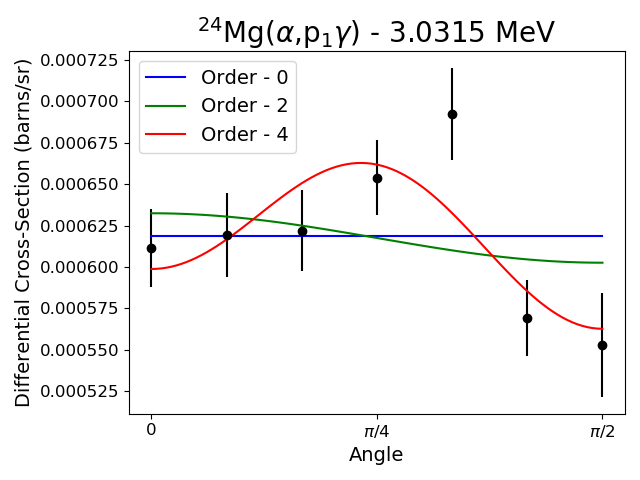 ²⁴Mg(α,p₁γ) - 3.0315 MeV
Differential Cross-Section (barns/sr)
0.000725
0.000700
0.000675
0.000650
0.000625
0.000600
0.000575
0.000550
0.000525
Order - 0
Order - 2
Order - 4
0 π/4 π/2
Angle